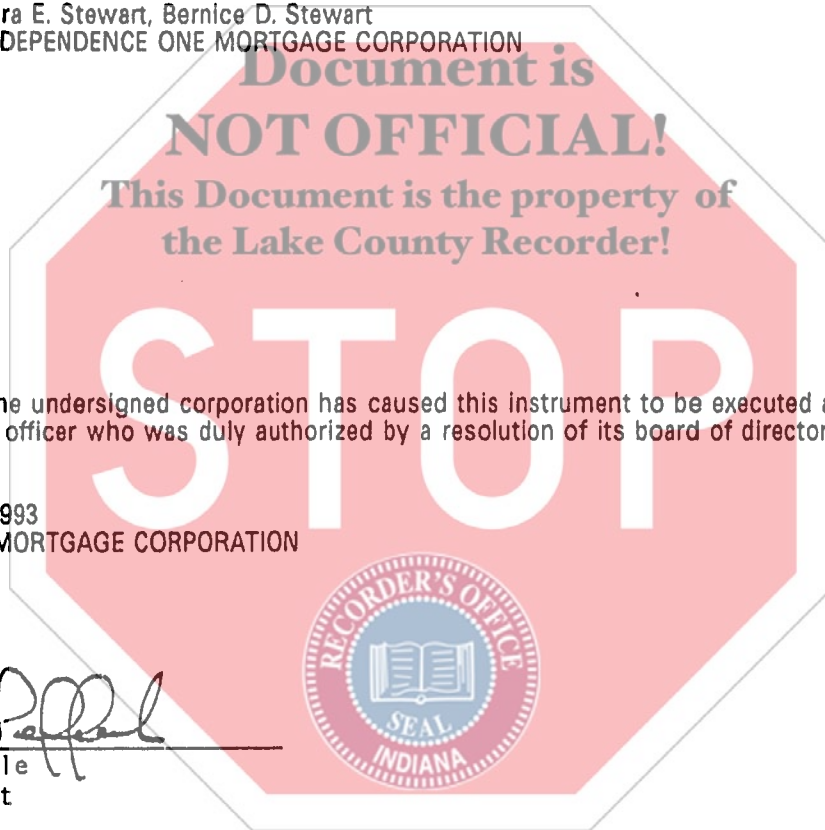 ra E. Stewart, Bernice D. Stewart
DEPENDENCE ONE MORTGAGE CORPORATION
Document is
NOT OFFICIAL!
This Document is the property of
the Lake County Recorder!
STOP
he undersigned corporation has caused this instrument to be executed a
officer who was duly authorized by a resolution of its board of director
993
MORTGAGE CORPORATION
RECORDER'S OFFICE
SEAL
INDIANA
le
t